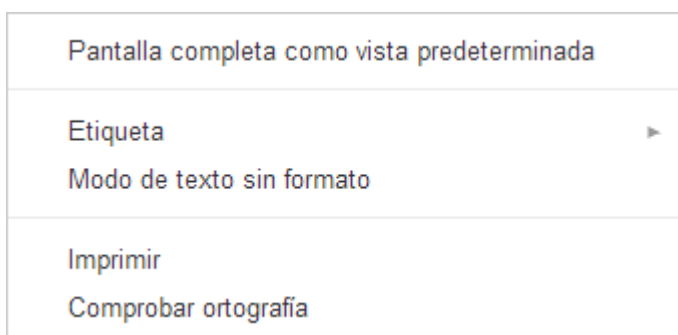 Pantalla completa como vista predeterminada
Etiqueta
Modo de texto sin formato
Imprimir
Comprobar ortografía